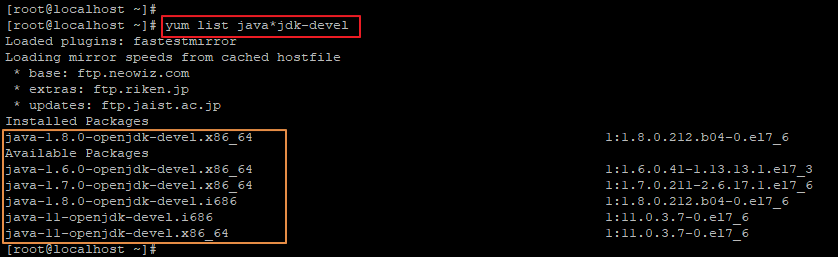 [root@localhost ~]#
[root@localhost ~]# yum list java*jdk-devel
Loaded plugins: fastestmirror
Loading mirror speeds from cached hostfile
 * base: ftp.neowiz.com
 * extras: ftp.riken.jp
 * updates: ftp.jaist.ac.jp
Installed Packages
java-1.8.0-openjdk-devel.x86_64 1:1.8.0.212.b04-0.el7_6
Available Packages
java-1.6.0-openjdk-devel.x86_64 1:1.6.0.41-1.13.13.1.el7_3
java-1.7.0-openjdk-devel.x86_64 1:1.7.0.211-2.6.17.1.el7_6
java-1.8.0-openjdk-devel.i686 1:1.8.0.212.b04-0.el7_6
java-11-openjdk-devel.i686 1:11.0.3.7-0.el7_6
java-11-openjdk-devel.x86_64 1:11.0.3.7-0.el7_6
[root@localhost ~]#